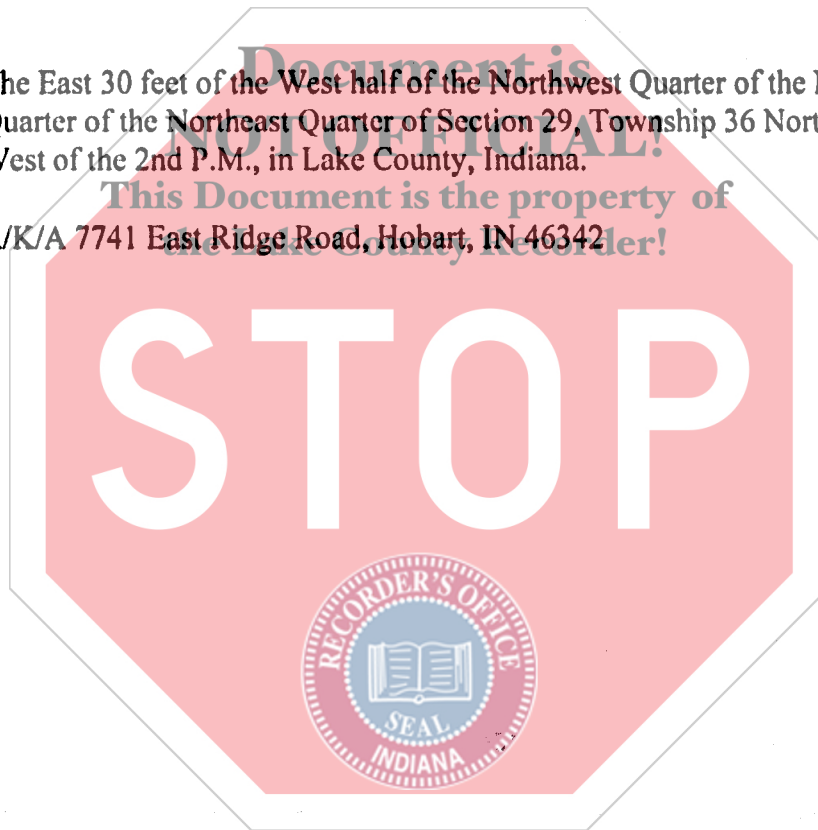 Document is
he East 30 feet of the West half of the Northwest Quarter of the
uarter of the Northeast Quarter of Section 29, Township 36 Nort
NOT OFFICIAL!
est of the 2nd P.M., in Lake County, Indiana.
This Document is the property of
/K/A 7741 East Ridge Road, Hobart, IN 46342
the Lake County Recorder!
STOP
RECORDER'S OFFICE
SEAL
INDIANA